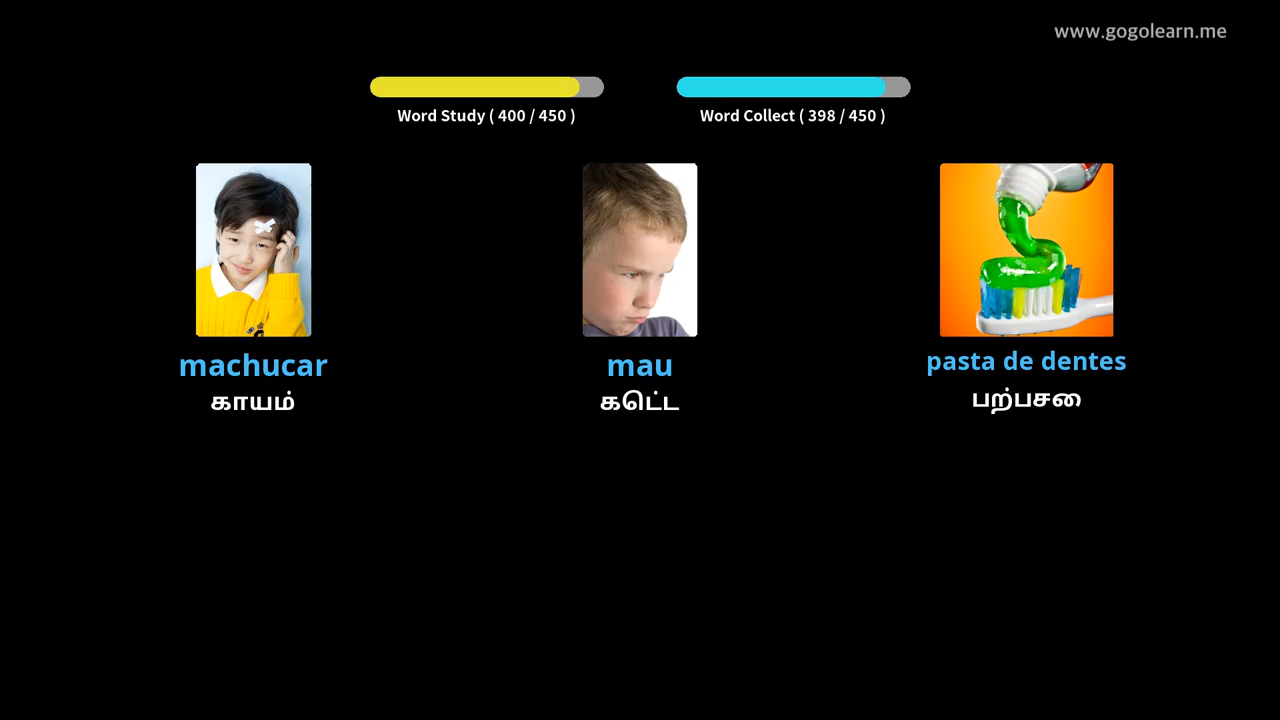 www.gogolearn.me
Word Study ( 400 / 450 )
Word Collect ( 398 / 450 )
machucar
காயம்
mau
கெட்ட
pasta de dentes
பற்பசை